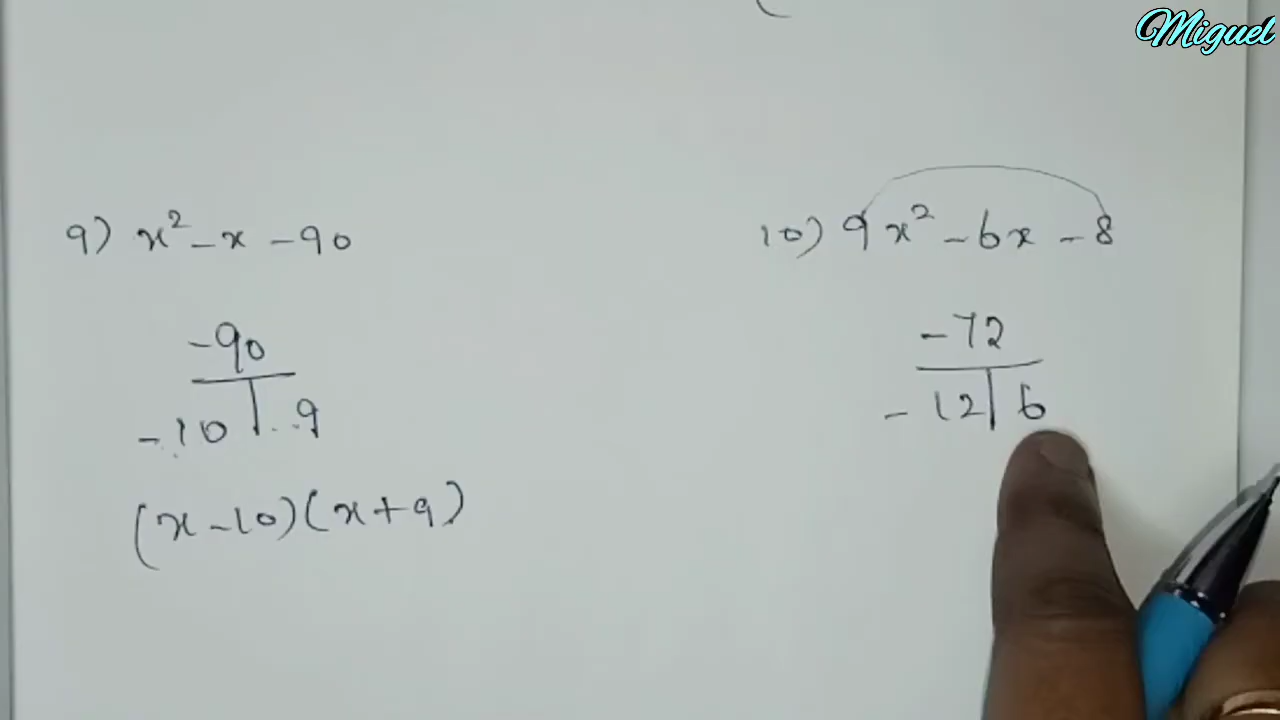 Miguel
9) x² - x - 90
-90
-10 | 9
(x - 10)(x + 9)
10) 9x² - 6x - 8
-72
-12 | 6